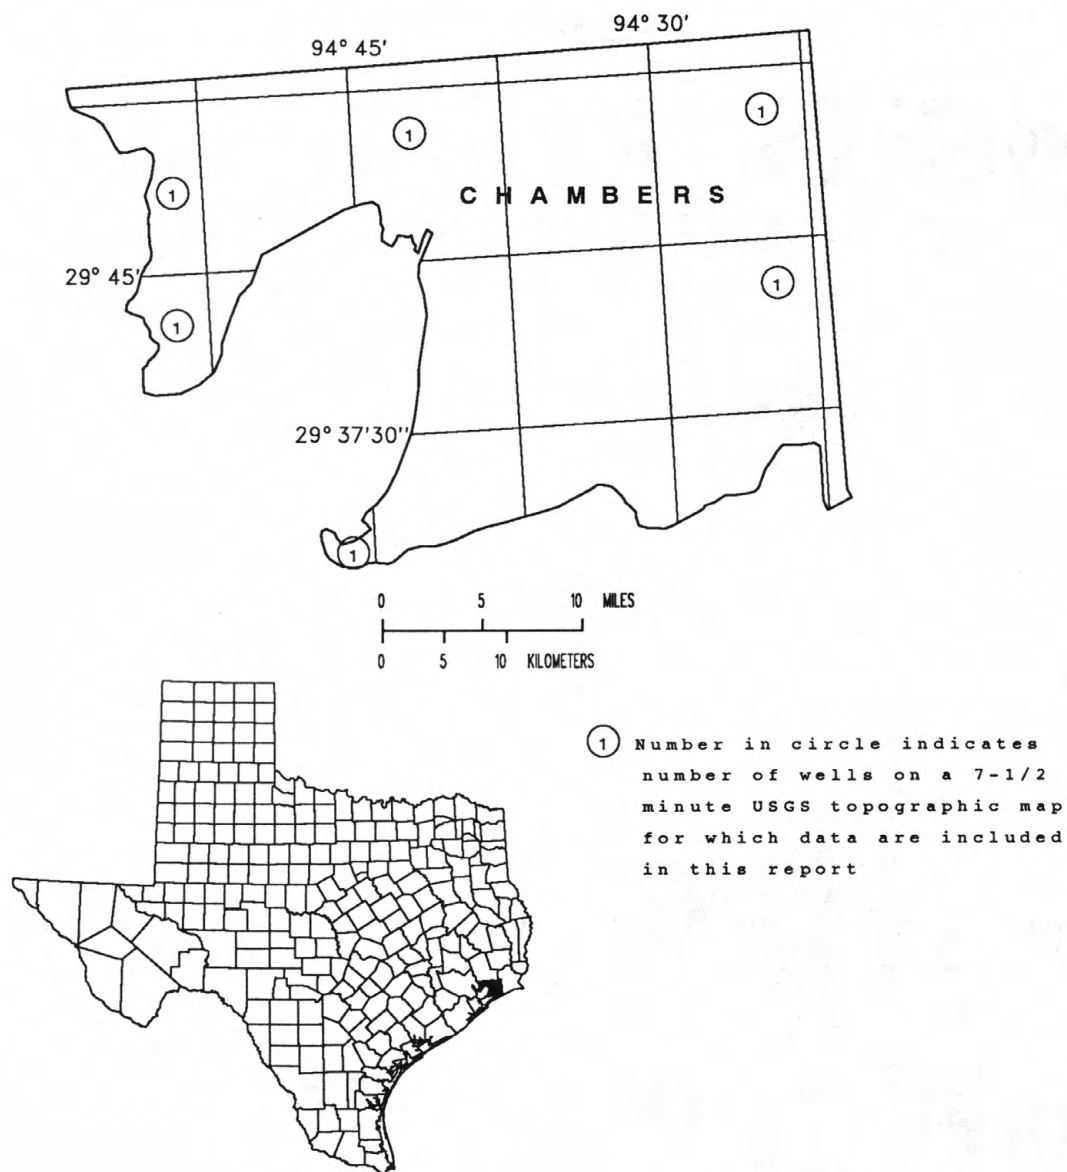 94° 30'
94° 45'
1
1
C H A M B E R S
1
29° 45'
1
1
29° 37'30''
1
0 5 10 MILES
0 5 10 KILOMETERS
1 Number in circle indicates
number of wells on a 7-1/2
minute USGS topographic map
for which data are included
in this report